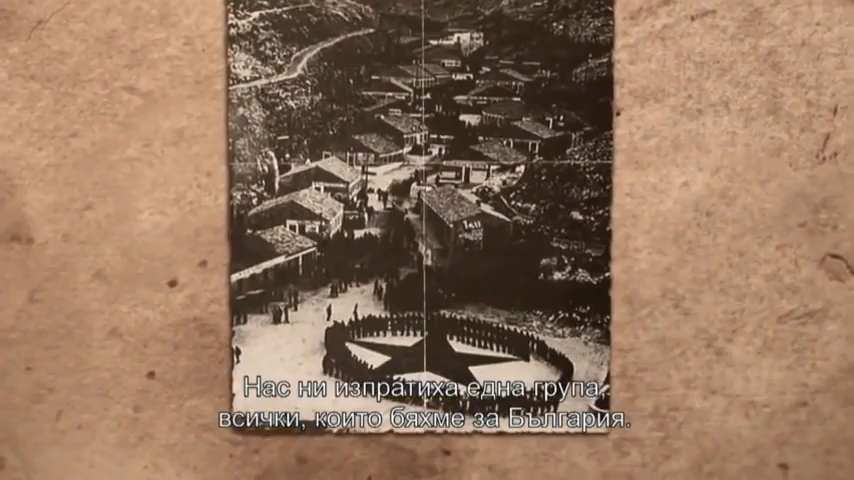 Нас ни изпратиха една група,
всички, които бяхме за България.